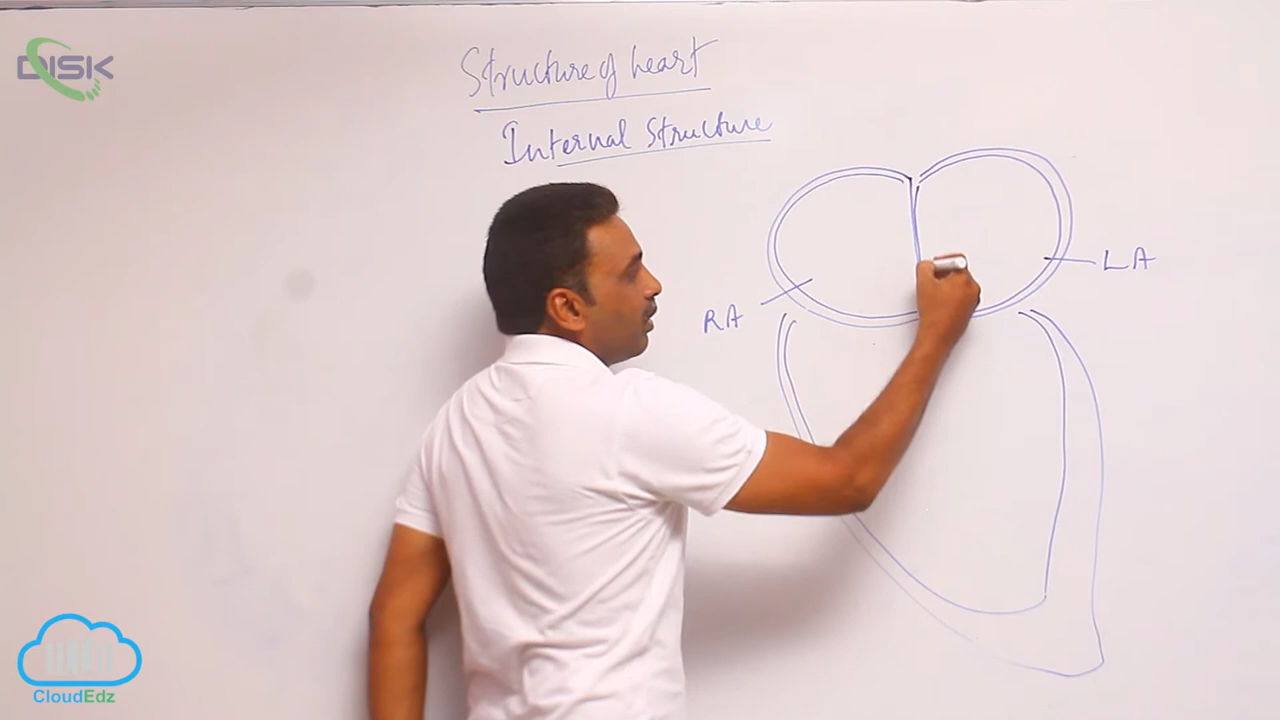 DISK
Structure of heart
Internal Structure
LA
RA
CloudEdz